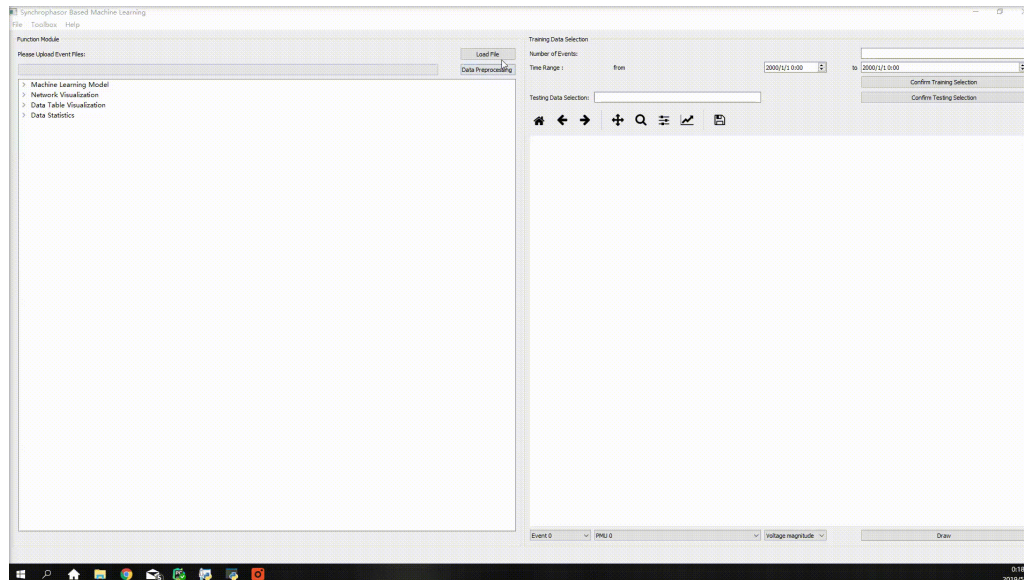 Synchrophasor Based Machine Learning
File Toolbox Help
Function Module
Please Upload Event Files:
Load File
Data Preprocessing
Machine Learning Model
Network Visualization
Data Table Visualization
Data Statistics
Training Data Selection
Number of Events:
Time Range : from 2000/1/1 0:00 to 2000/1/1 0:00
Confirm Training Selection
Testing Data Selection: Confirm Testing Selection
Event 0 PMU 0 Voltage magnitude Draw
0:18